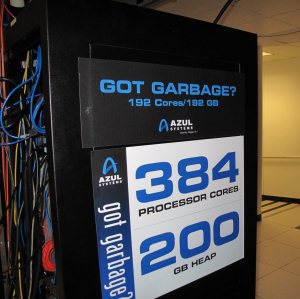 GOT GARBAGE?
192 Cores/192 GB
AZUL
SYSTEMS
AZUL
SYSTEMS
got garbage?
384
PROCESSOR CORES
200
GB HEAP